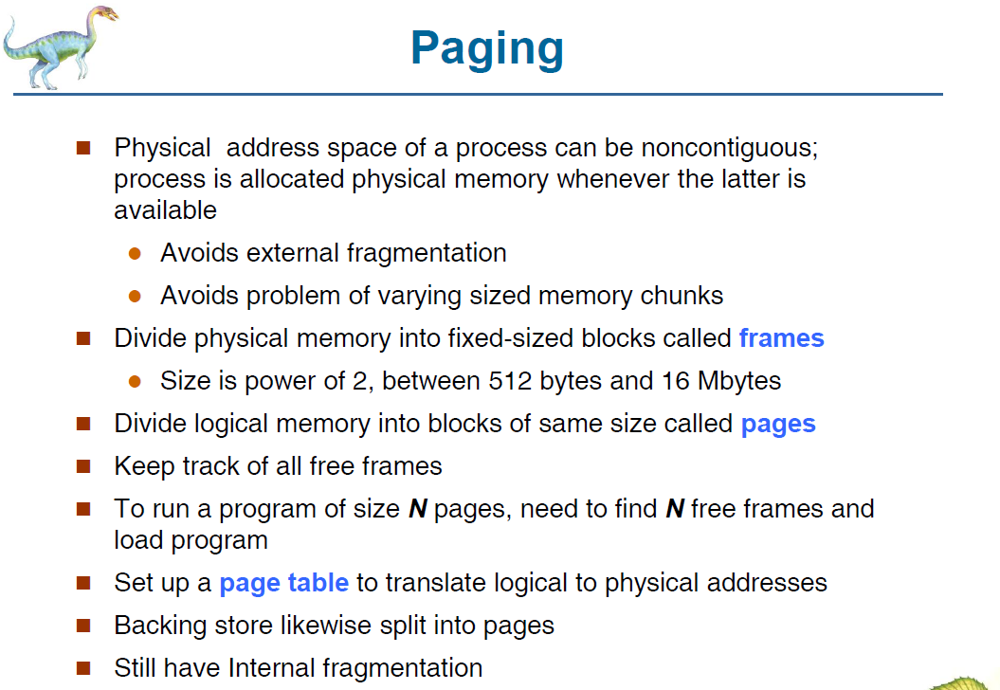 Paging
Physical  address space of a process can be noncontiguous;
process is allocated physical memory whenever the latter is
available
Avoids external fragmentation
Avoids problem of varying sized memory chunks
Divide physical memory into fixed-sized blocks called frames
Size is power of 2, between 512 bytes and 16 Mbytes
Divide logical memory into blocks of same size called pages
Keep track of all free frames
To run a program of size N pages, need to find N free frames and
load program
Set up a page table to translate logical to physical addresses
Backing store likewise split into pages
Still have Internal fragmentation